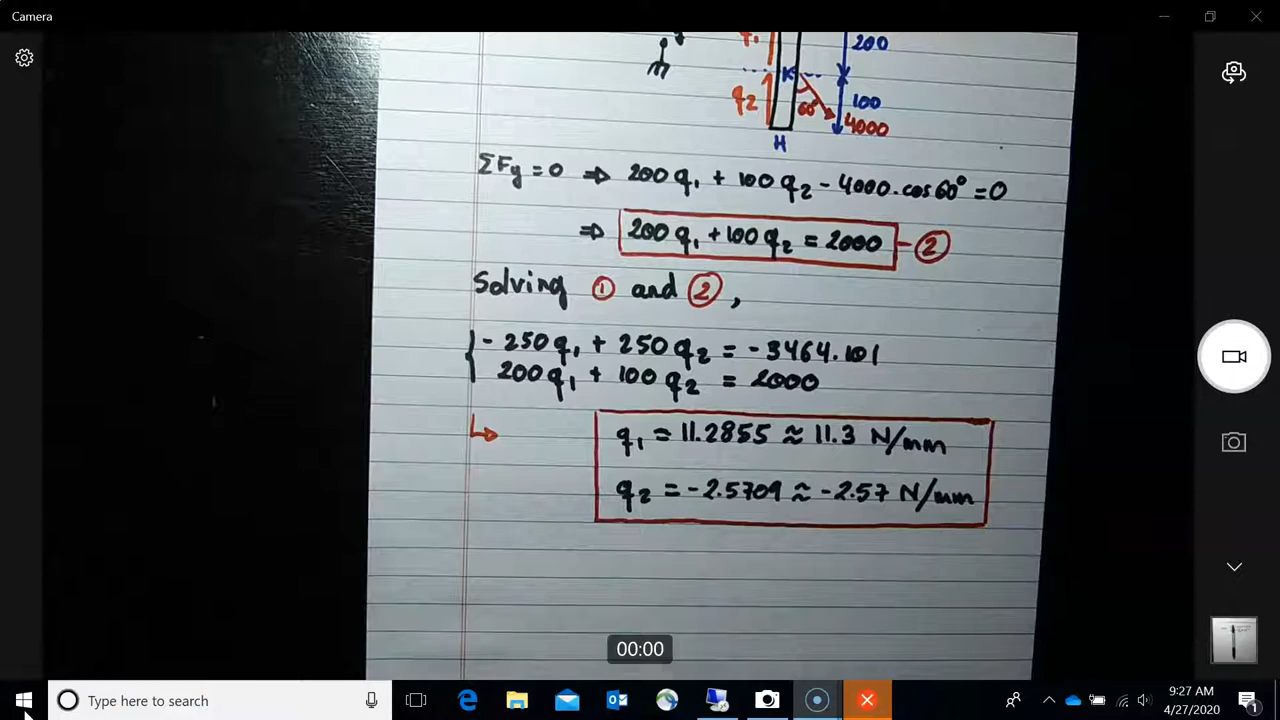 Camera
q1
200
K
q2
60°
100
4000
H
ΣFy = 0 ⇒ 200 q1 + 100 q2 - 4000.cos60° = 0
⇒ 200 q1 + 100 q2 = 2000 - 2
Solving 1 and 2,
- 250 q1 + 250 q2 = - 3464.101
200 q1 + 100 q2 = 2000
q1 = 11.2855 ≈ 11.3 N/mm
q2 = -2.5709 ≈ -2.57 N/mm
00:00
Type here to search
9:27 AM
4/27/2020
1